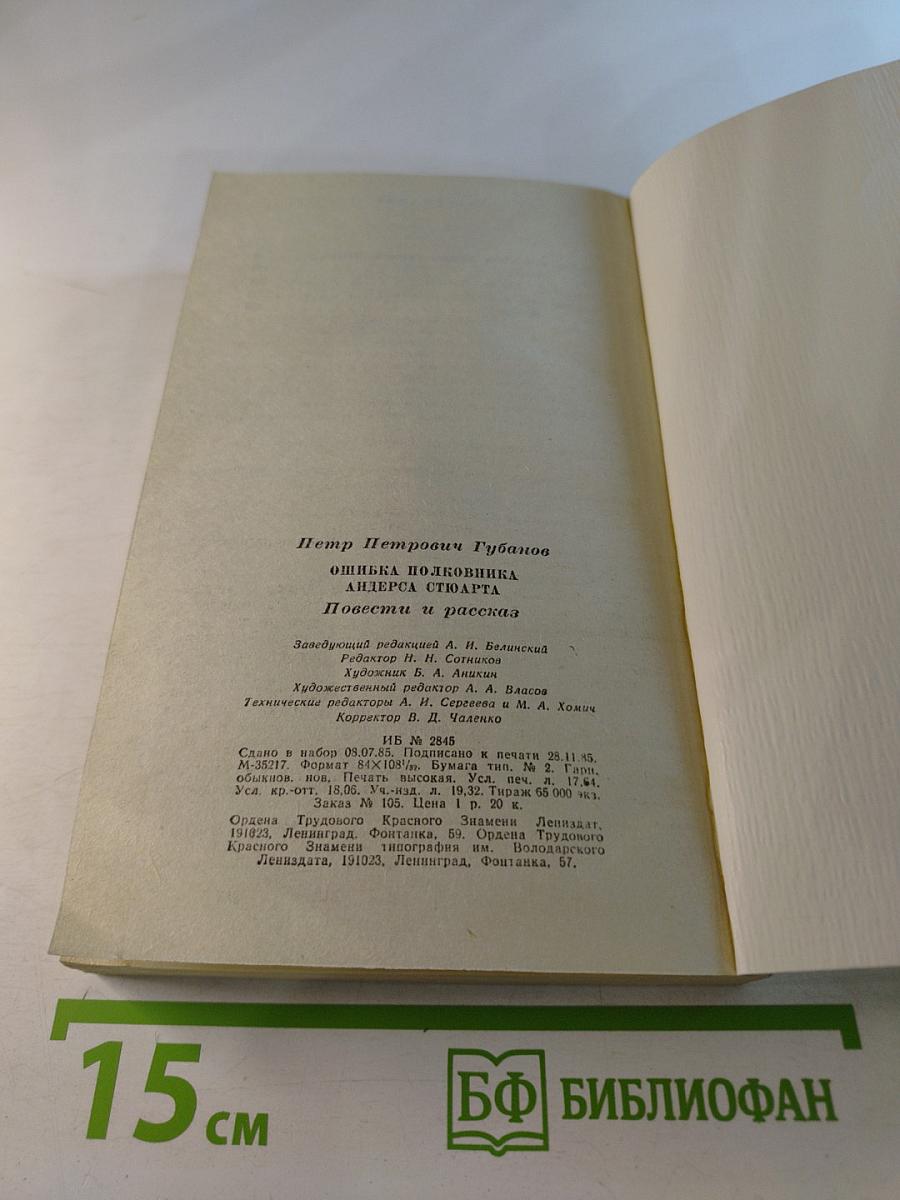 Петр Петрович Губанов
ОШИБКА ПОЛКОВНИКА
АНДЕРСА СТЮАРТА
Повести и рассказ
Заведующий редакцией А. И. Белинский
Редактор Н. Н. Сотников
Художник Б. А. Аникин
Художественный редактор А. А. Власов
Технические редакторы А. И. Сергеева и М. А. Хомич
Корректор В. Д. Чаленко
ИБ № 2845
Сдано в набор 08.07.85. Подписано к печати 28.11.85.
М-35217. Формат 84×108¹/₃₂. Бумага тип. № 2. Гарн.
обыкнов. нов. Печать высокая. Усл. печ. л. 17,64.
Усл. кр.-отт. 18,06. Уч.-изд. л. 19,32. Тираж 65 000 экз.
Заказ № 105. Цена 1 р. 20 к.
Ордена Трудового Красного Знамени Лениздат,
191023, Ленинград, Фонтанка, 59. Ордена Трудового
Красного Знамени типография им. Володарского
Лениздата, 191023, Ленинград, Фонтанка, 57.
15 см
БФ БИБЛИОФАН